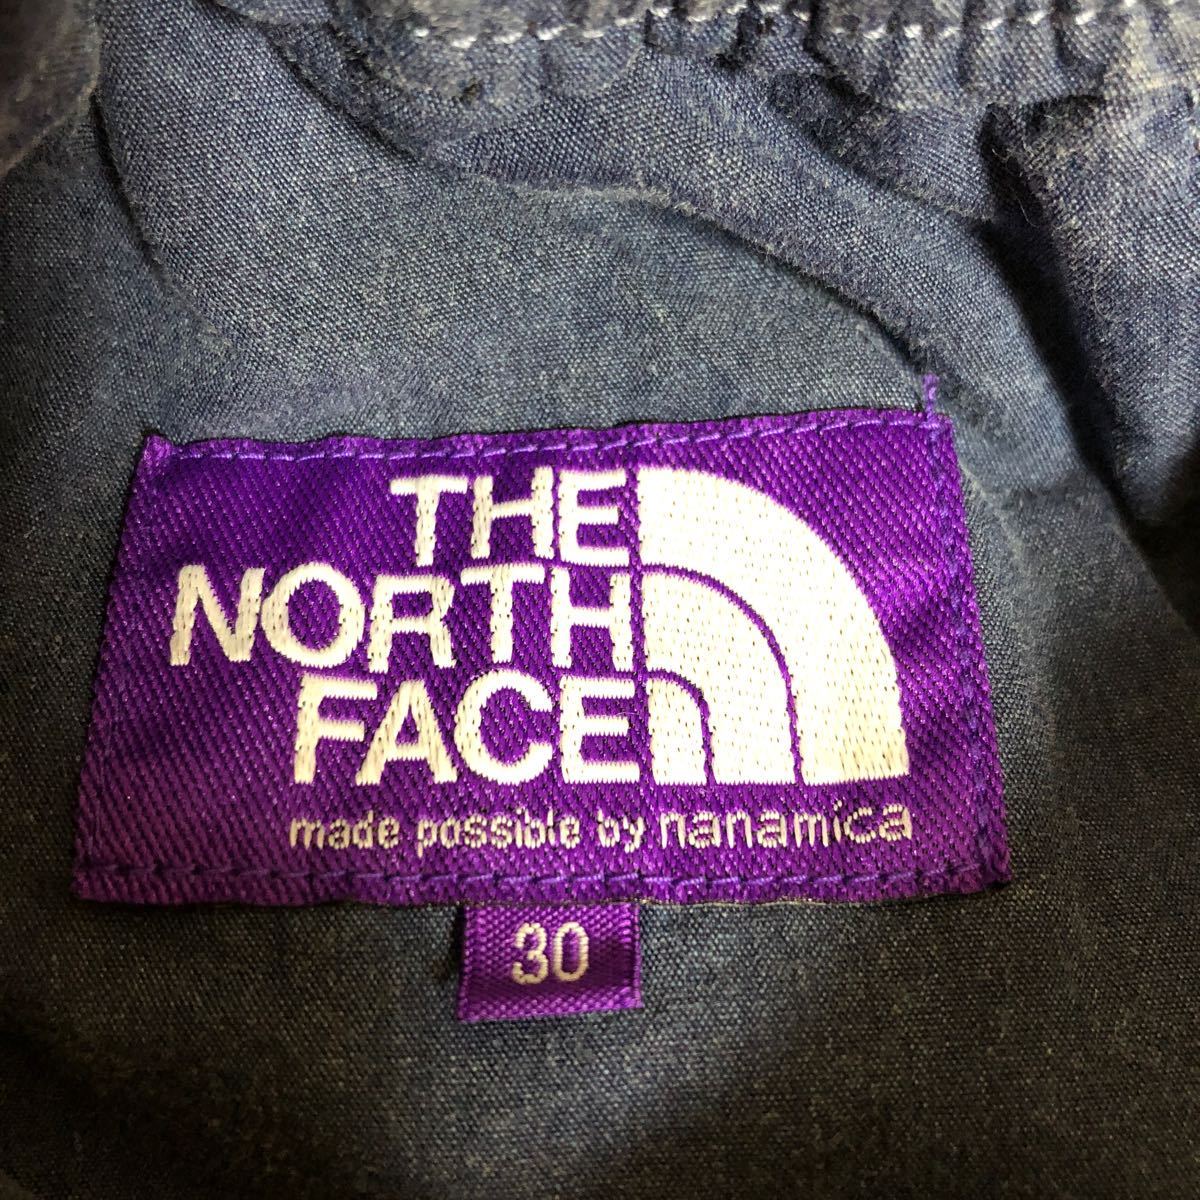 THE
NORTH
FACE
made possible by nanamica
30